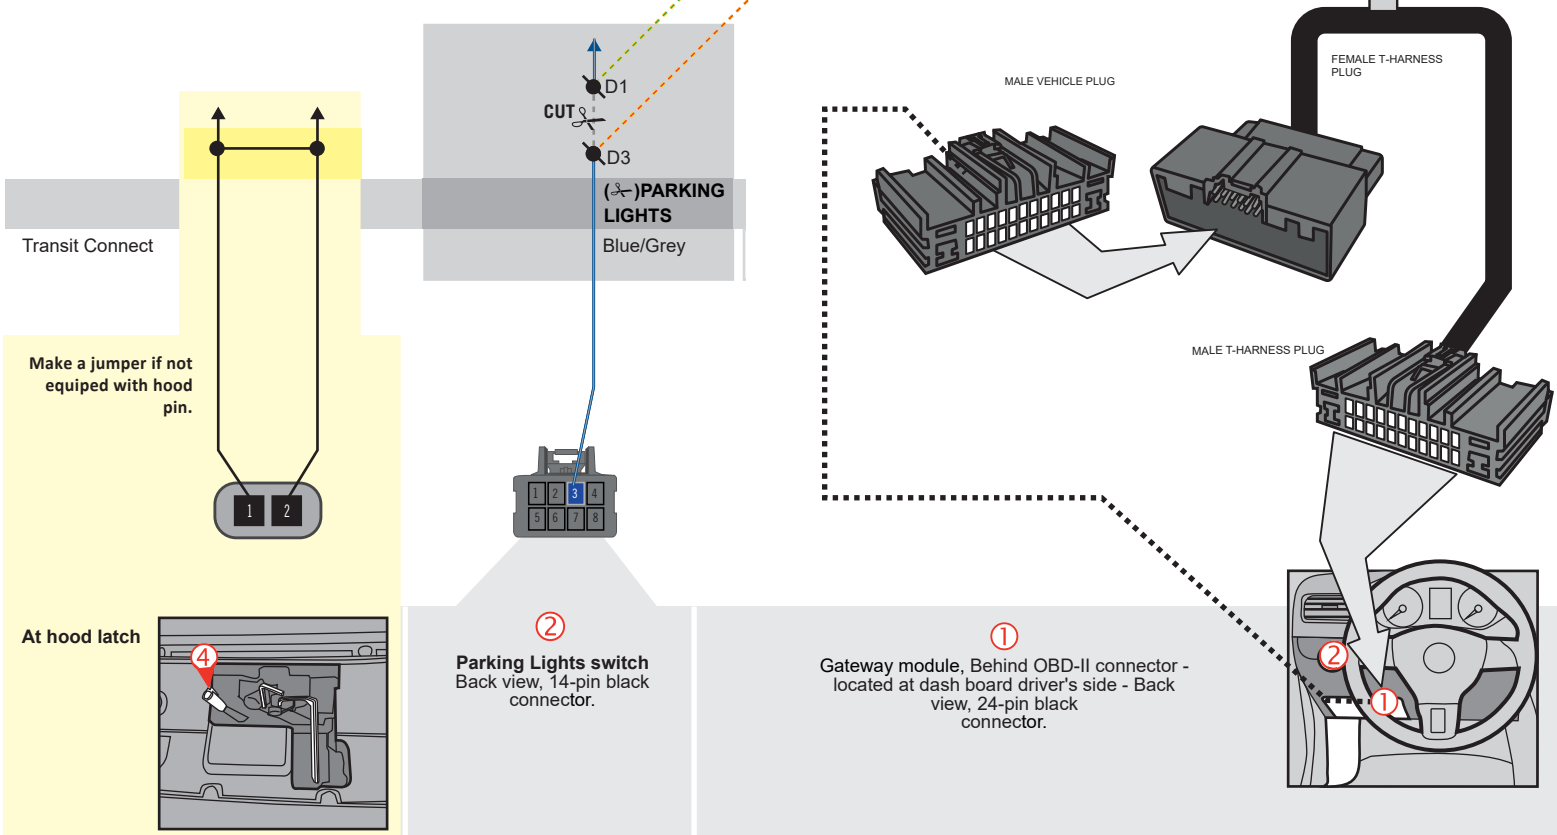 D1
CUT
D3
(✂)PARKING
LIGHTS
Transit Connect
Blue/Grey
Make a jumper if not
equiped with hood
pin.
1 2
1 2 3 4
5 6 7 8
At hood latch
4
2
Parking Lights switch
Back view, 14-pin black
connector.
MALE VEHICLE PLUG
FEMALE T-HARNESS
PLUG
MALE T-HARNESS PLUG
1
Gateway module, Behind OBD-II connector -
located at dash board driver's side - Back
view, 24-pin black
connector.
2
1